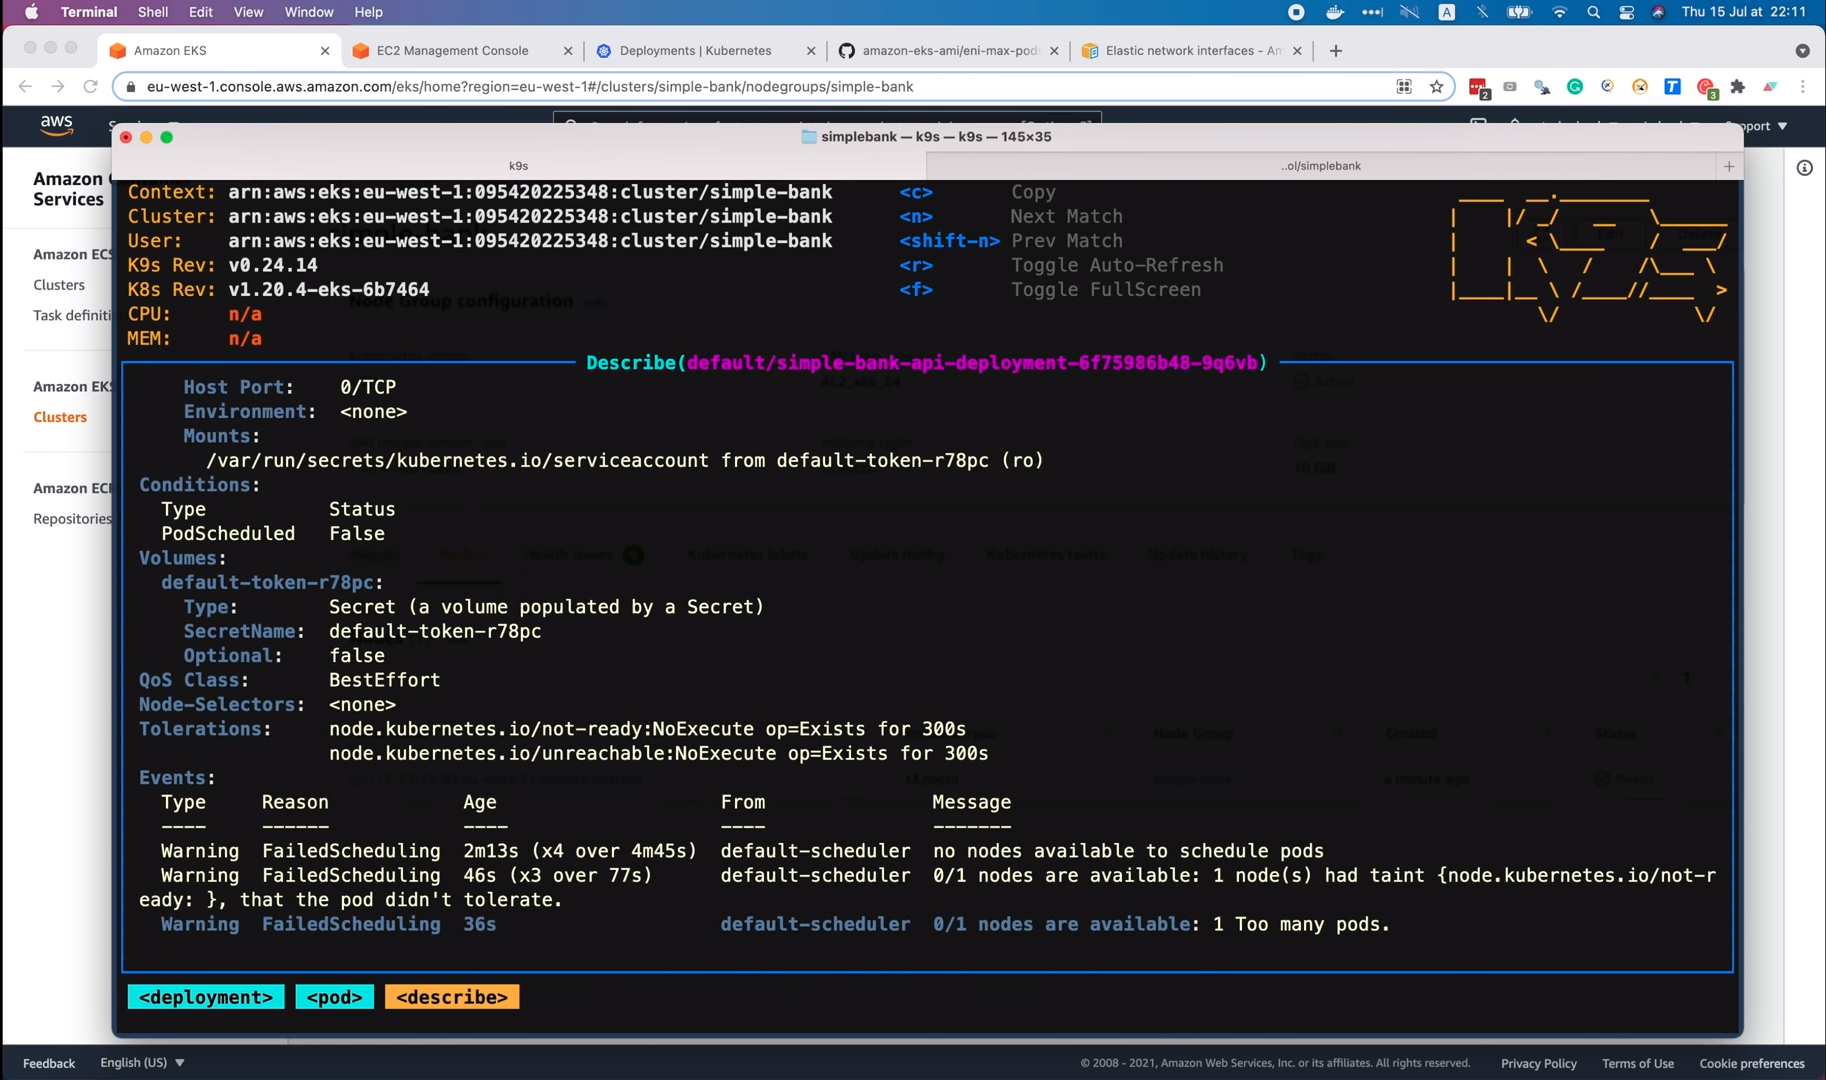 Terminal Shell Edit View Window Help
A Thu 15 Jul at 22:11
Amazon EKS
EC2 Management Console
Deployments | Kubernetes
amazon-eks-ami/eni-max-pods
Elastic network interfaces - Am
eu-west-1.console.aws.amazon.com/eks/home?region=eu-west-1#/clusters/simple-bank/nodegroups/simple-bank
aws
simplebank — k9s — k9s — 145×35
k9s
..ol/simplebank
Amazon
Services
Amazon ECS
Clusters
Task definiti
Amazon EKS
Clusters
Amazon ECR
Repositories
Context: arn:aws:eks:eu-west-1:095420225348:cluster/simple-bank <c> Copy
Cluster: arn:aws:eks:eu-west-1:095420225348:cluster/simple-bank <n> Next Match
User: arn:aws:eks:eu-west-1:095420225348:cluster/simple-bank <shift-n> Prev Match
K9s Rev: v0.24.14 <r> Toggle Auto-Refresh
K8s Rev: v1.20.4-eks-6b7464 <f> Toggle FullScreen
CPU: n/a
MEM: n/a
Describe(default/simple-bank-api-deployment-6f75986b48-9q6vb)
Host Port: 0/TCP
Environment: <none>
Mounts:
/var/run/secrets/kubernetes.io/serviceaccount from default-token-r78pc (ro)
Conditions:
Type Status
PodScheduled False
Volumes:
default-token-r78pc:
Type: Secret (a volume populated by a Secret)
SecretName: default-token-r78pc
Optional: false
QoS Class: BestEffort
Node-Selectors: <none>
Tolerations: node.kubernetes.io/not-ready:NoExecute op=Exists for 300s
node.kubernetes.io/unreachable:NoExecute op=Exists for 300s
Events:
Type Reason Age From Message
---- ------ ---- ---- -------
Warning FailedScheduling 2m13s (x4 over 4m45s) default-scheduler no nodes available to schedule pods
Warning FailedScheduling 46s (x3 over 77s) default-scheduler 0/1 nodes are available: 1 node(s) had taint {node.kubernetes.io/not-r
eady: }, that the pod didn't tolerate.
Warning FailedScheduling 36s default-scheduler 0/1 nodes are available: 1 Too many pods.
<deployment> <pod> <describe>
Feedback English (US)
© 2008 - 2021, Amazon Web Services, Inc. or its affiliates. All rights reserved. Privacy Policy Terms of Use Cookie preferences